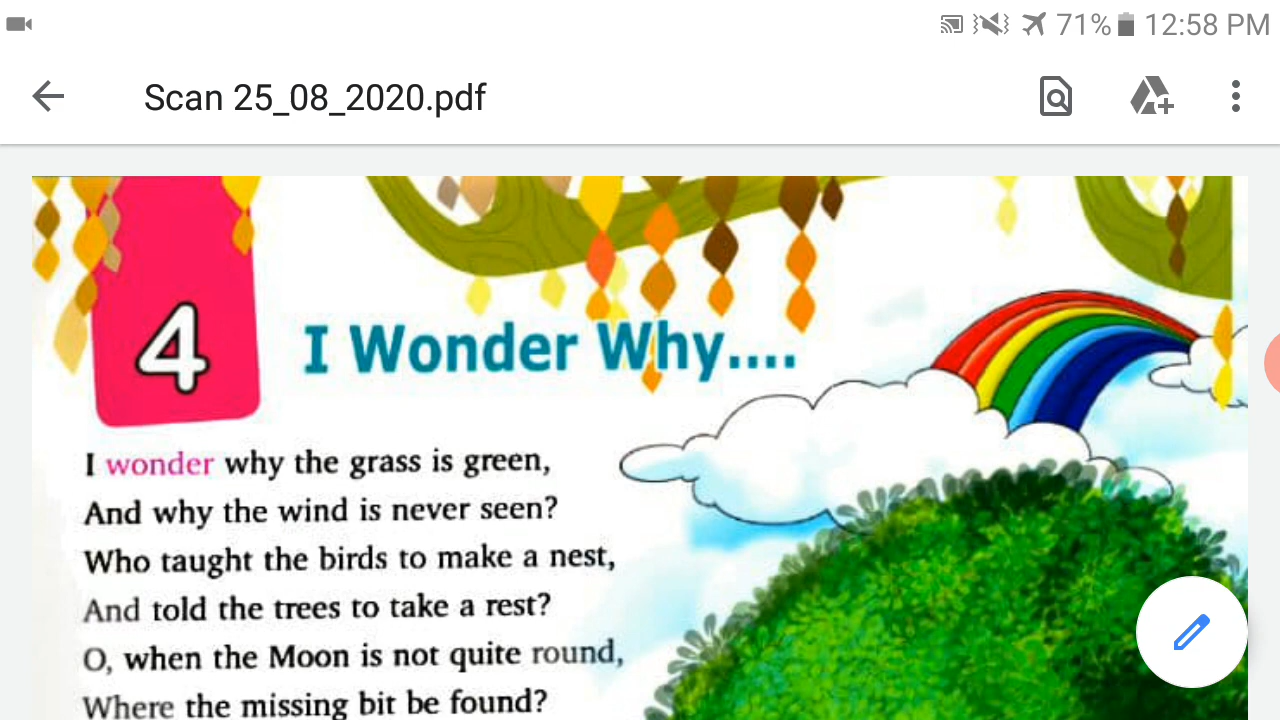 71% 12:58 PM
Scan 25_08_2020.pdf
4
I Wonder Why....
I wonder why the grass is green,
And why the wind is never seen?
Who taught the birds to make a nest,
And told the trees to take a rest?
O, when the Moon is not quite round,
Where the missing bit be found?